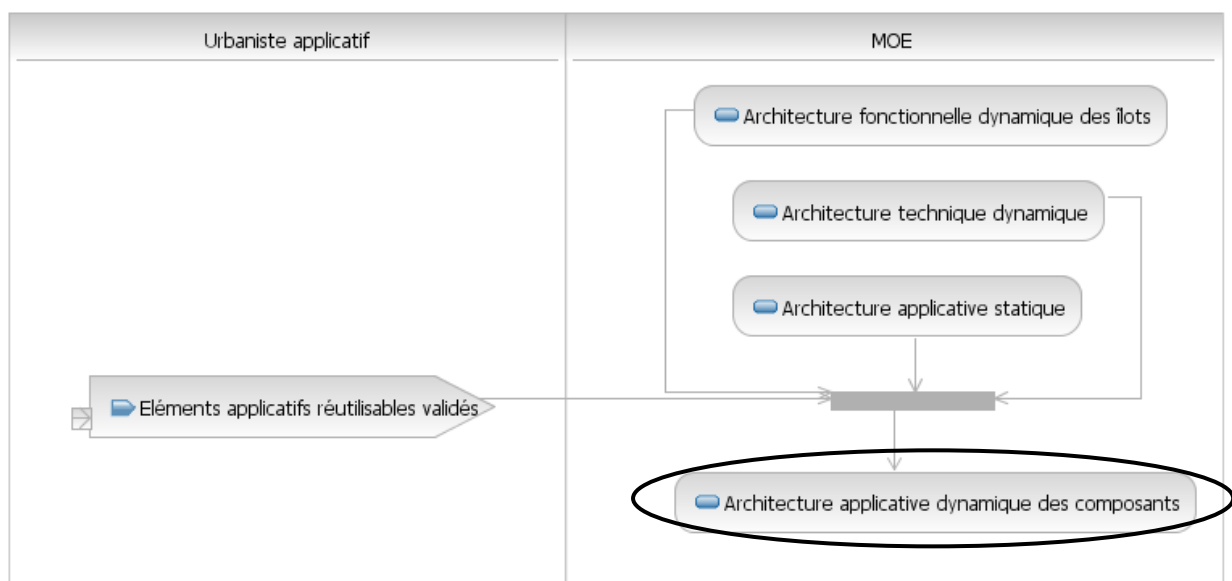 Urbaniste applicatif
MOE
Architecture fonctionnelle dynamique des îlots
Architecture technique dynamique
Architecture applicative statique
Eléments applicatifs réutilisables validés
Architecture applicative dynamique des composants